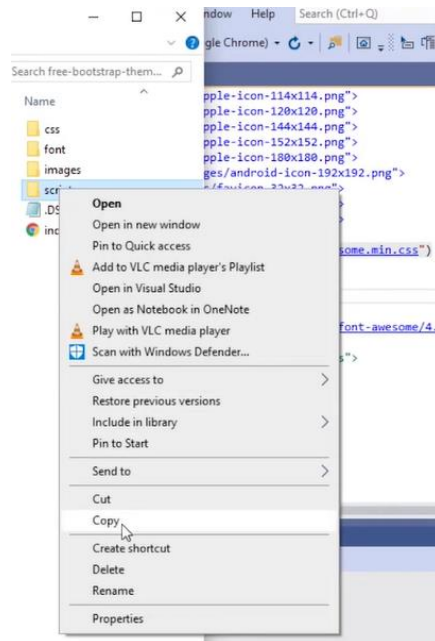 ndow Help Search (Ctrl+Q)
gle Chrome)
Search free-bootstrap-them...
Name
css
font
images
.DS
pple-icon-114x114.png">
pple-icon-120x120.png">
pple-icon-144x144.png">
pple-icon-152x152.png">
pple-icon-180x180.png">
ges/android-icon-192x192.png">
some.min.css")
font-awesome/4.
s">
Open
Open in new window
Pin to Quick access
Add to VLC media player's Playlist
Open in Visual Studio
Open as Notebook in OneNote
Play with VLC media player
Scan with Windows Defender...
Give access to
Restore previous versions
Include in library
Pin to Start
Send to
Cut
Copy
Create shortcut
Delete
Rename
Properties